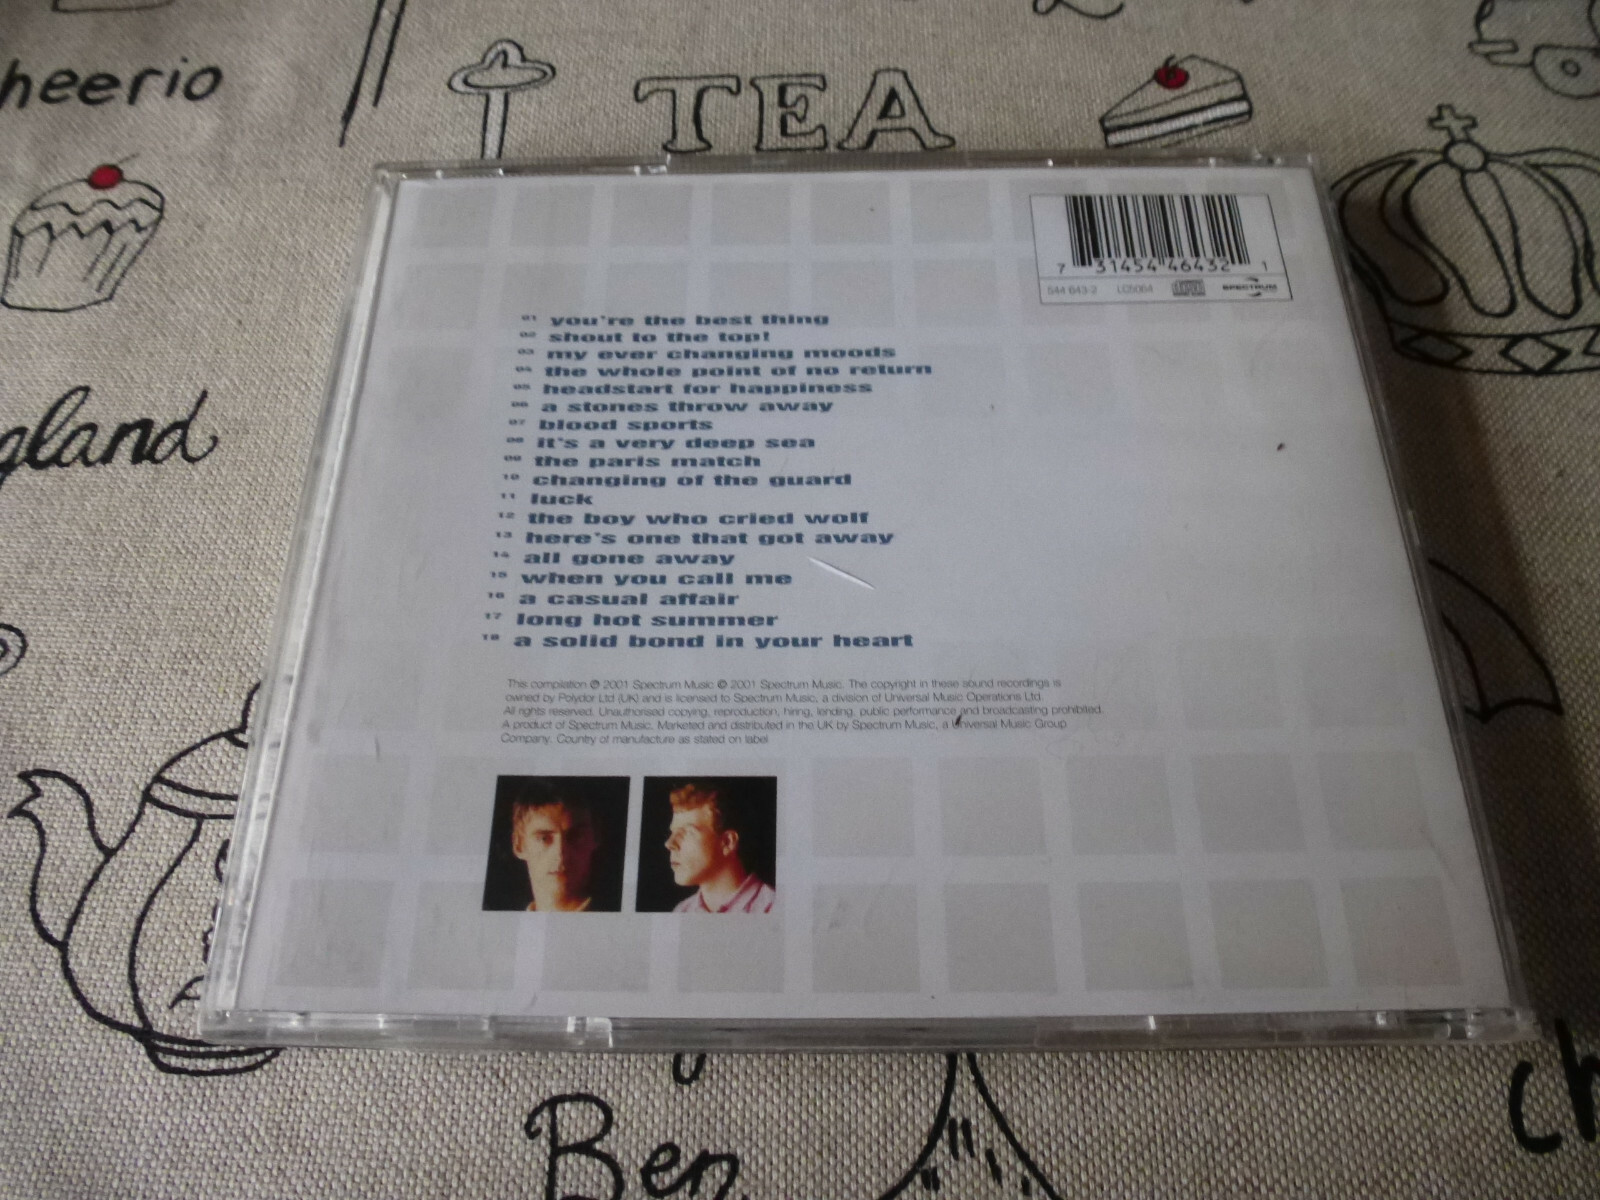 heerio
TEA
gland
7 31454 46432 1
544 643-2 LC5064 SPECTRUM
01 you're the best thing
02 shout to the top!
03 my ever changing moods
04 the whole point of no return
05 headstart for happiness
06 a stones throw away
07 blood sports
08 it's a very deep sea
09 the paris match
10 changing of the guard
11 luck
12 the boy who cried wolf
13 here's one that got away
14 all gone away
15 when you call me
16 a casual affair
17 long hot summer
18 a solid bond in your heart
This compilation ℗ 2001 Spectrum Music © 2001 Spectrum Music. The copyright in these sound recordings is
owned by Polydor Ltd (UK) and is licensed to Spectrum Music, a division of Universal Music Operations Ltd.
All rights reserved. Unauthorised copying, reproduction, hiring, lending, public performance and broadcasting prohibited.
A product of Spectrum Music. Marketed and distributed in the UK by Spectrum Music, a Universal Music Group
Company. Country of manufacture as stated on label
Ben
ch